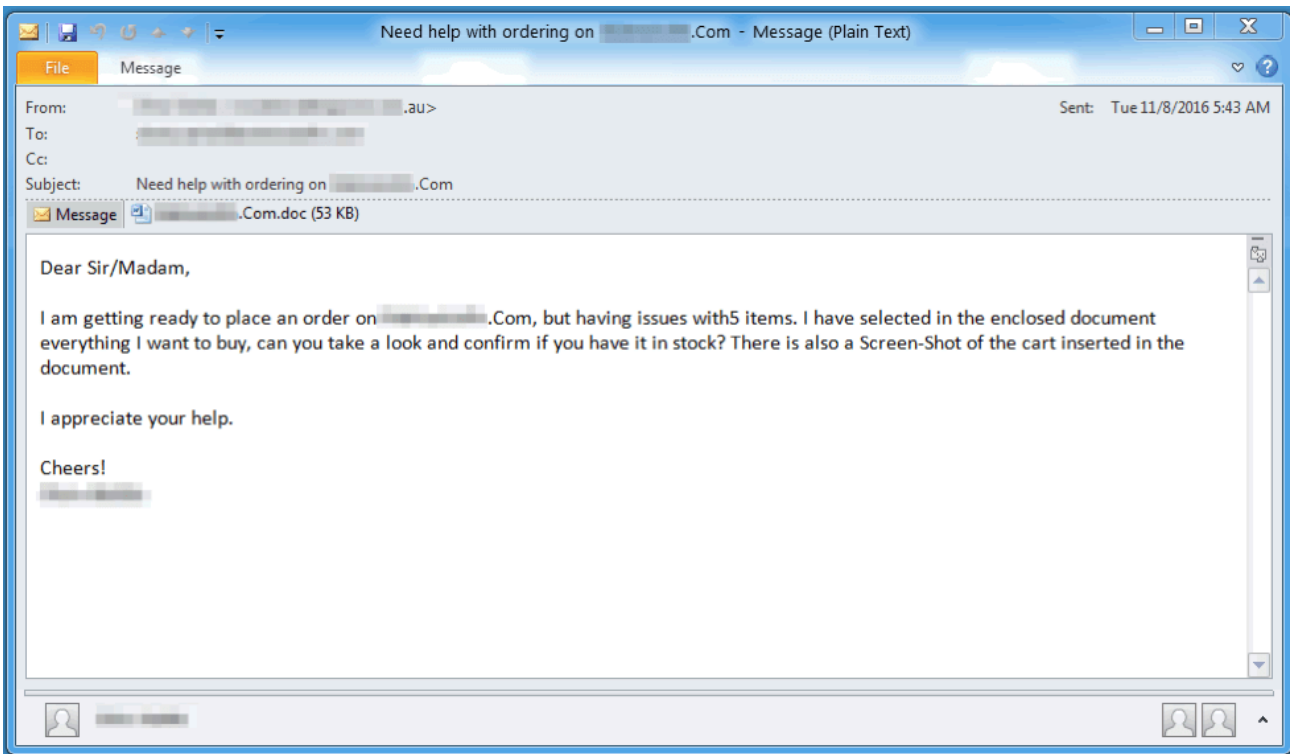 Need help with ordering on .Com - Message (Plain Text)
File Message
From: .au> Sent: Tue 11/8/2016 5:43 AM
To:
Cc:
Subject: Need help with ordering on .Com
Message .Com.doc (53 KB)
Dear Sir/Madam,
I am getting ready to place an order on .Com, but having issues with5 items. I have selected in the enclosed document
everything I want to buy, can you take a look and confirm if you have it in stock? There is also a Screen-Shot of the cart inserted in the
document.
I appreciate your help.
Cheers!